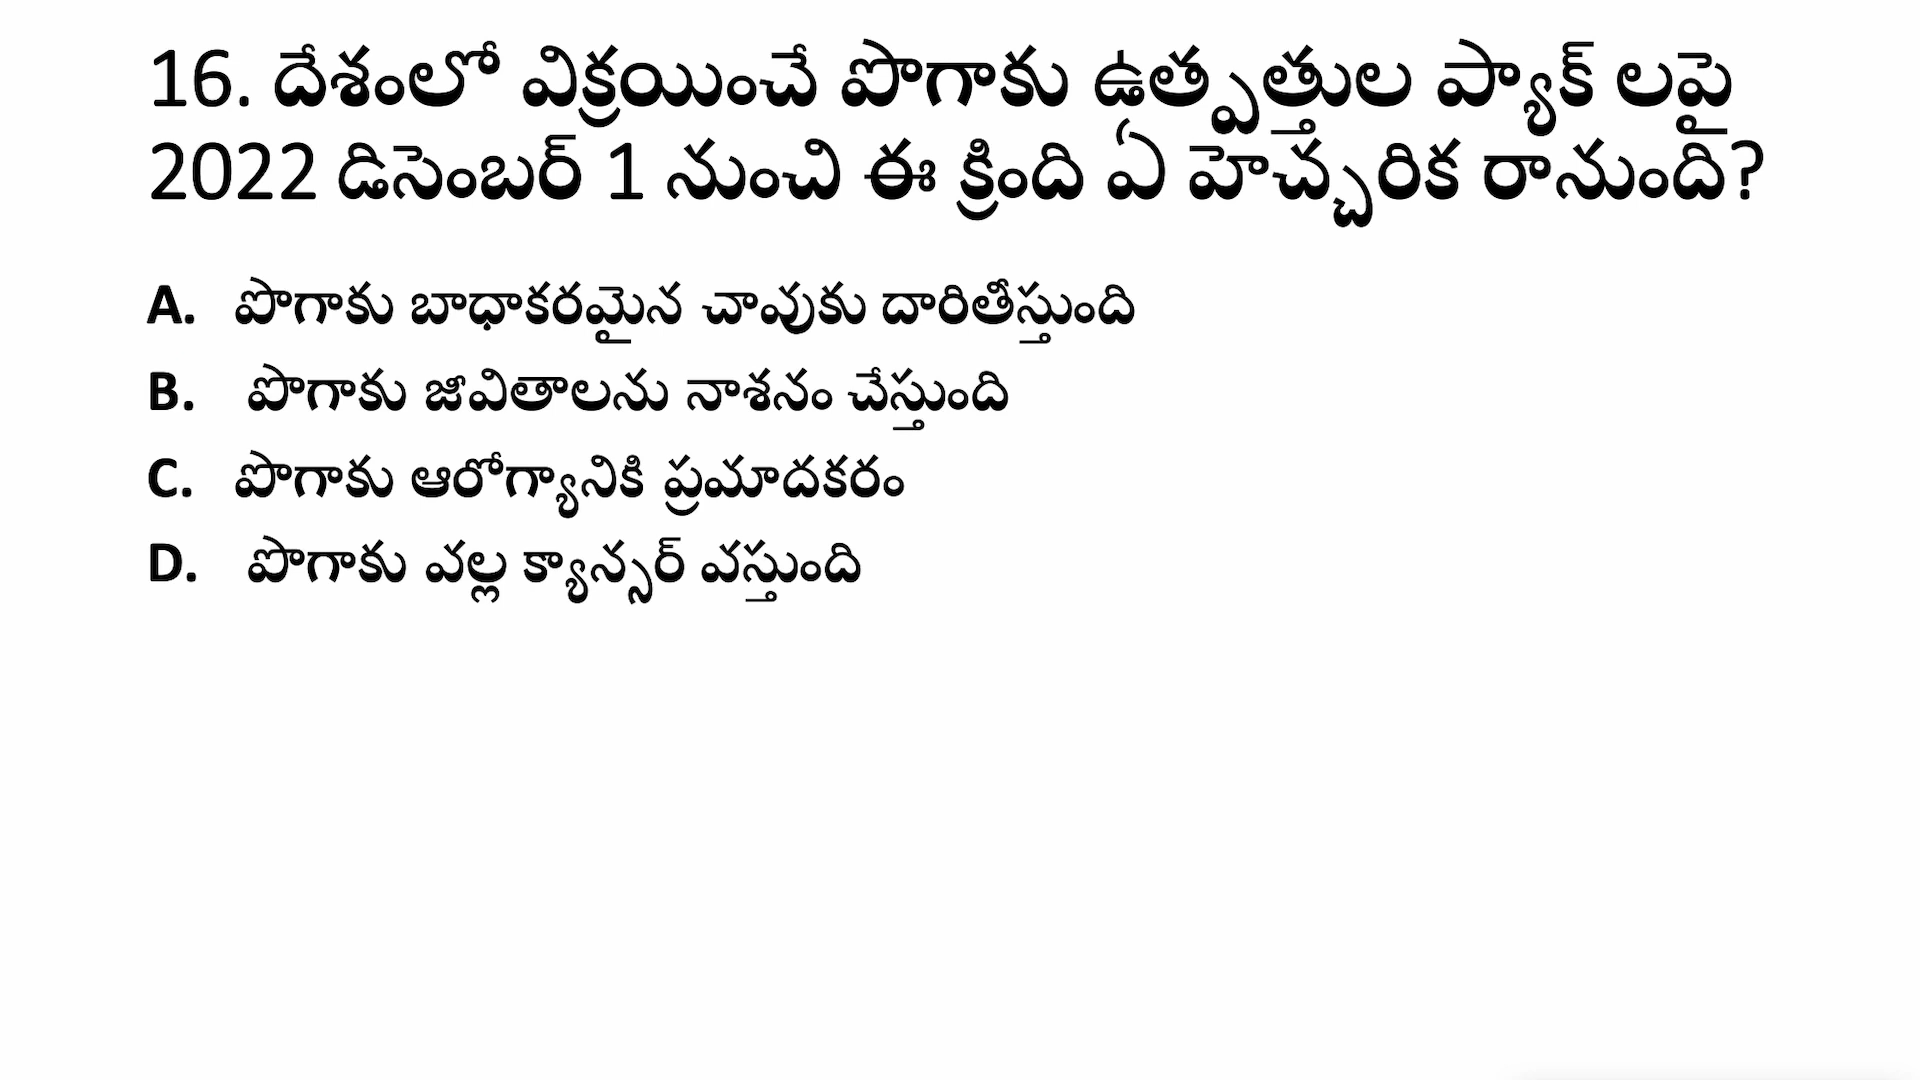 16. దేశంలో విక్రయించే పొగాకు ఉత్పత్తుల ప్యాక్ లపై
2022 డిసెంబర్ 1 నుంచి ఈ క్రింది ఏ హెచ్చరిక రానుంది?
A. పొగాకు బాధాకరమైన చావుకు దారితీస్తుంది
B. పొగాకు జీవితాలను నాశనం చేస్తుంది
C. పొగాకు ఆరోగ్యానికి ప్రమాదకరం
D. పొగాకు వల్ల క్యాన్సర్ వస్తుంది